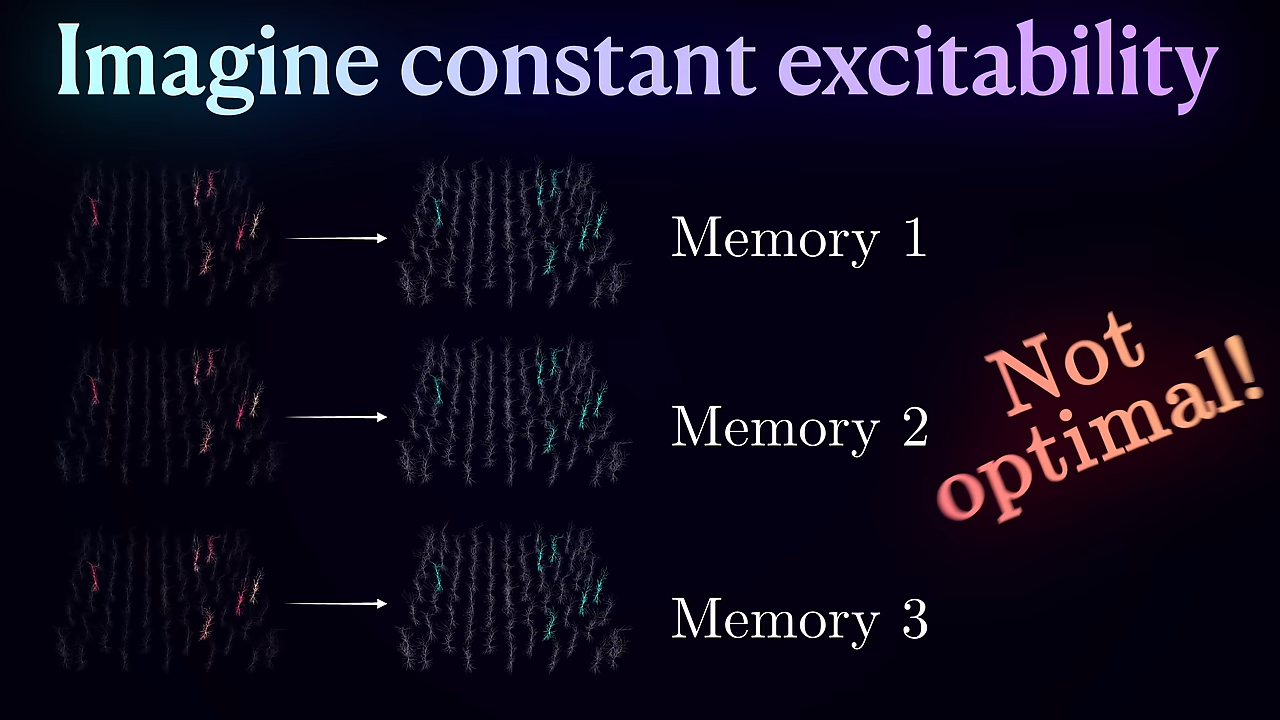 Imagine constant excitability
Memory 1
Memory 2
Memory 3
Not
optimal!